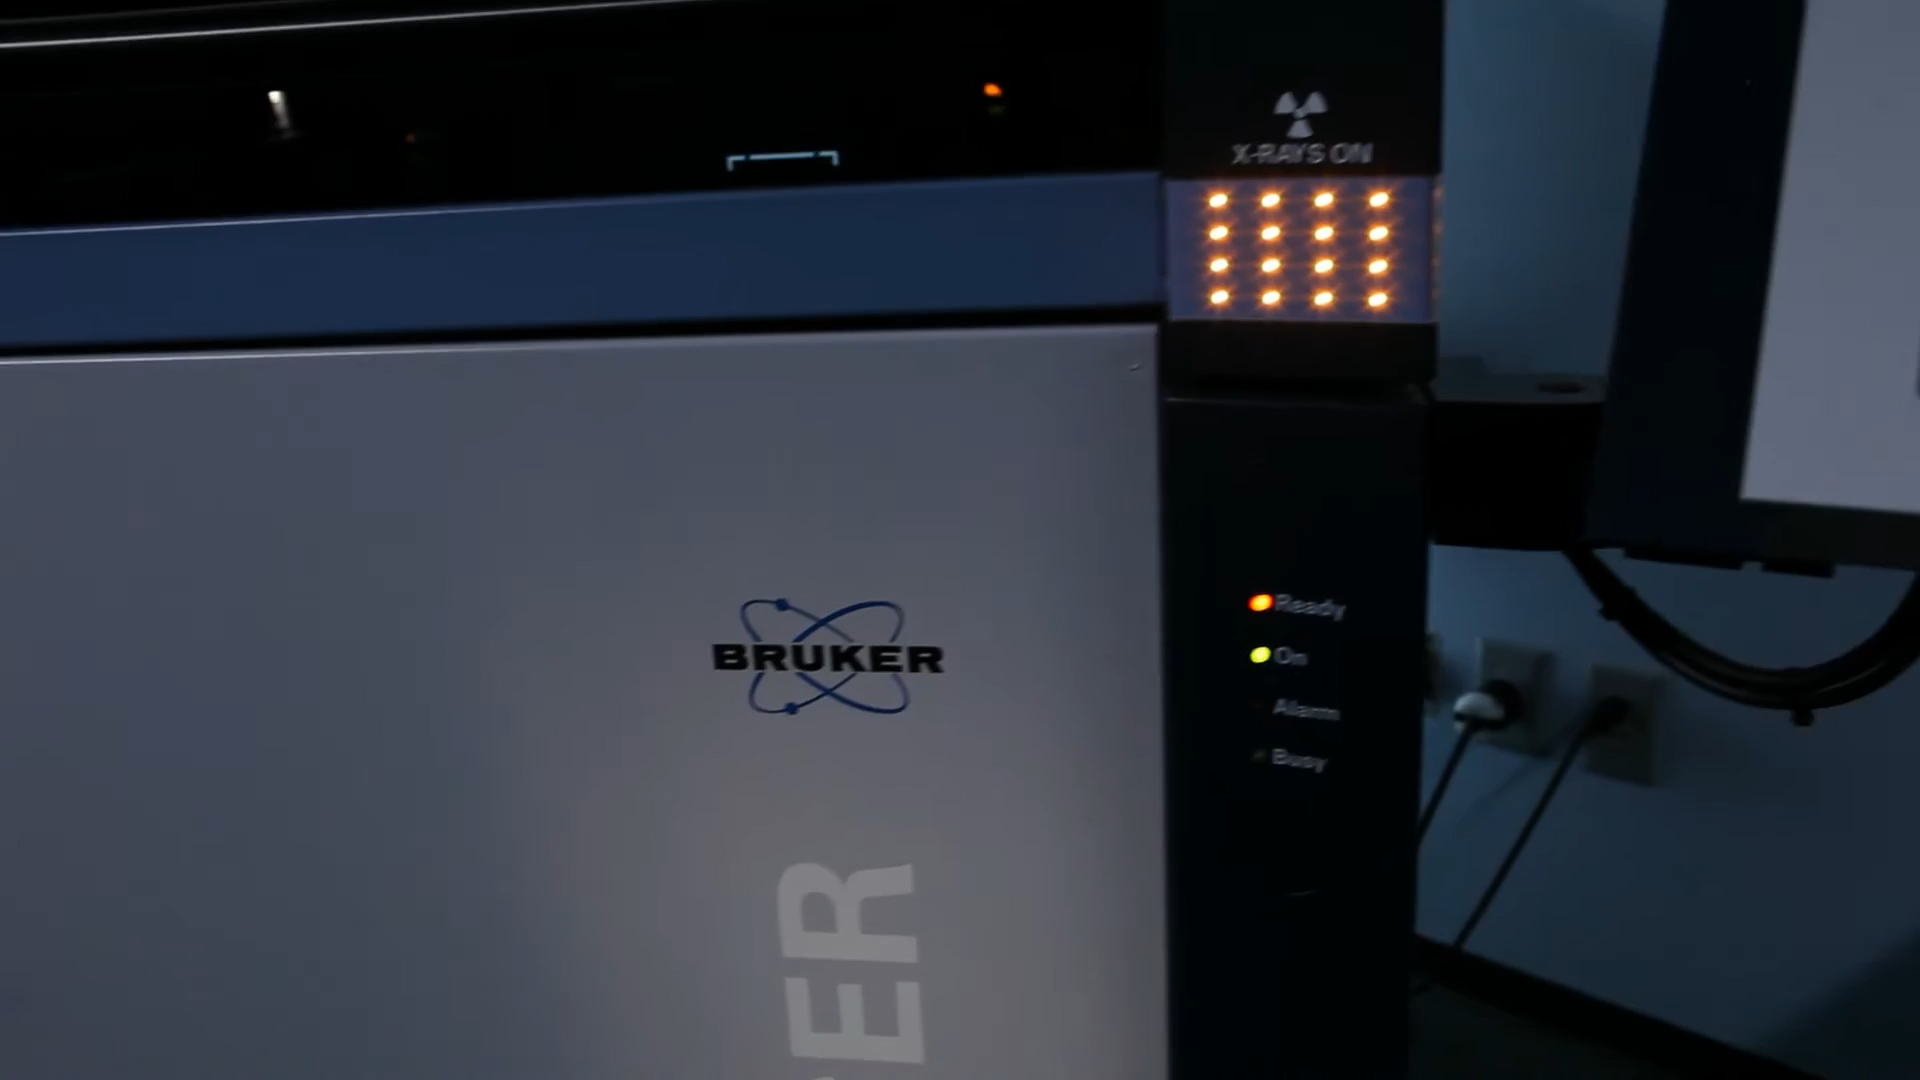 X-RAYS ON
BRUKER
Ready
On
Alarm
Busy
ER